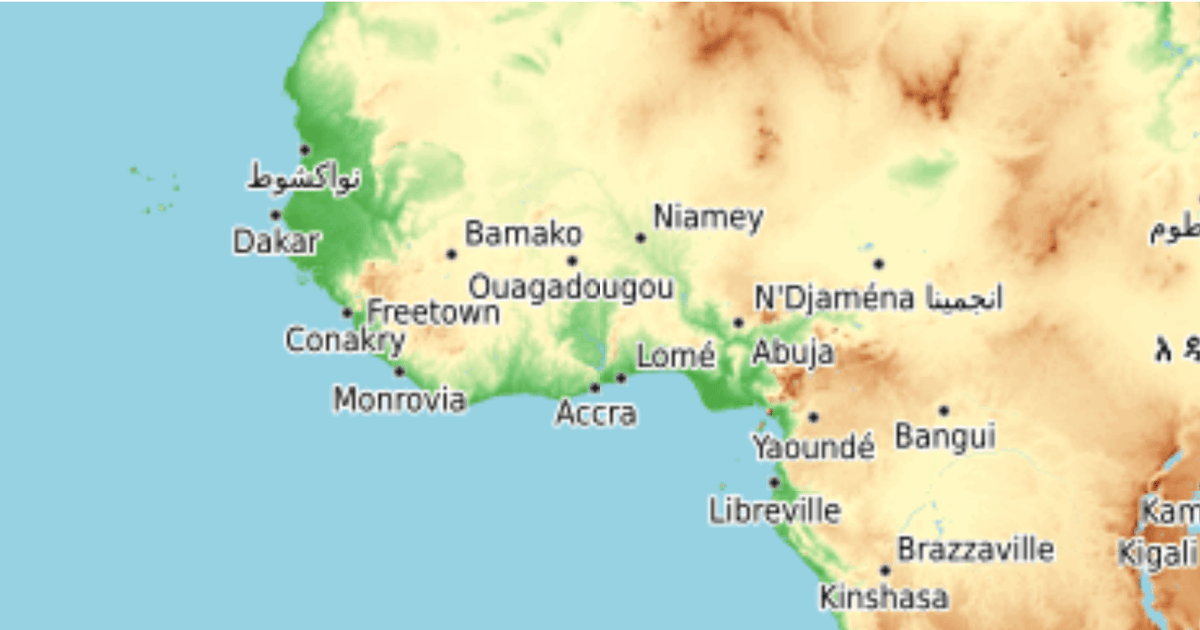 نواكشوط
Dakar
Bamako
Niamey
Ouagadougou
طوم
N'Djaména انجمينا
Freetown
Conakry
Lomé
Abuja
Monrovia
Accra
Yaoundé
Bangui
Libreville
Kam
Brazzaville
Kigali
Kinshasa